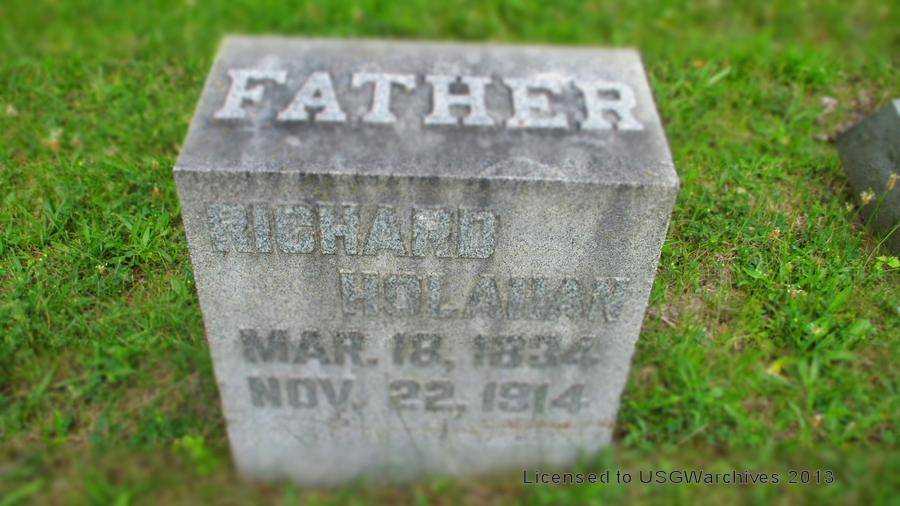 FATHER
RICHARD
HOLAHAN
MAR. 18, 1834
NOV. 22, 1914
Licensed to USGWarchives 2013